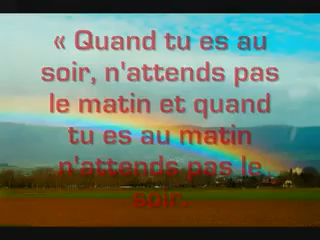 « Quand tu es au
soir, n'attends pas
le matin et quand
tu es au matin
n'attends pas le
soir.